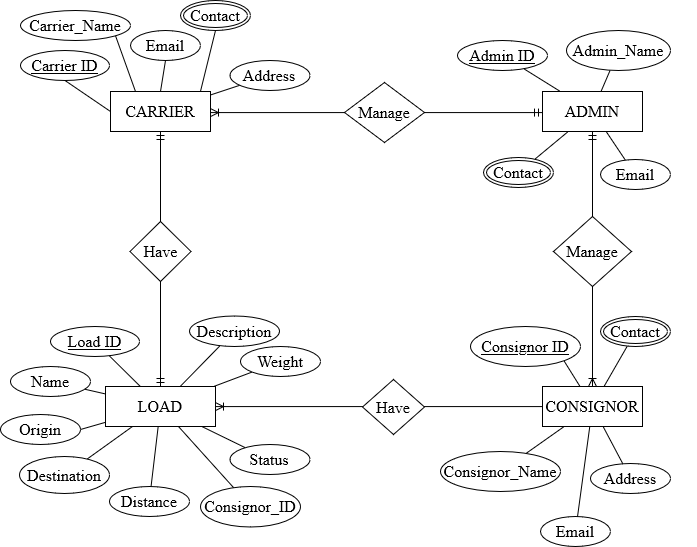 Contact
Carrier_Name
Email
Admin_Name
Carrier ID
Admin ID
Address
CARRIER
Manage
ADMIN
Contact
Email
Have
Manage
Description
Contact
Load ID
Consignor ID
Weight
Name
LOAD
Have
CONSIGNOR
Origin
Status
Consignor_Name
Destination
Address
Distance
Consignor_ID
Email